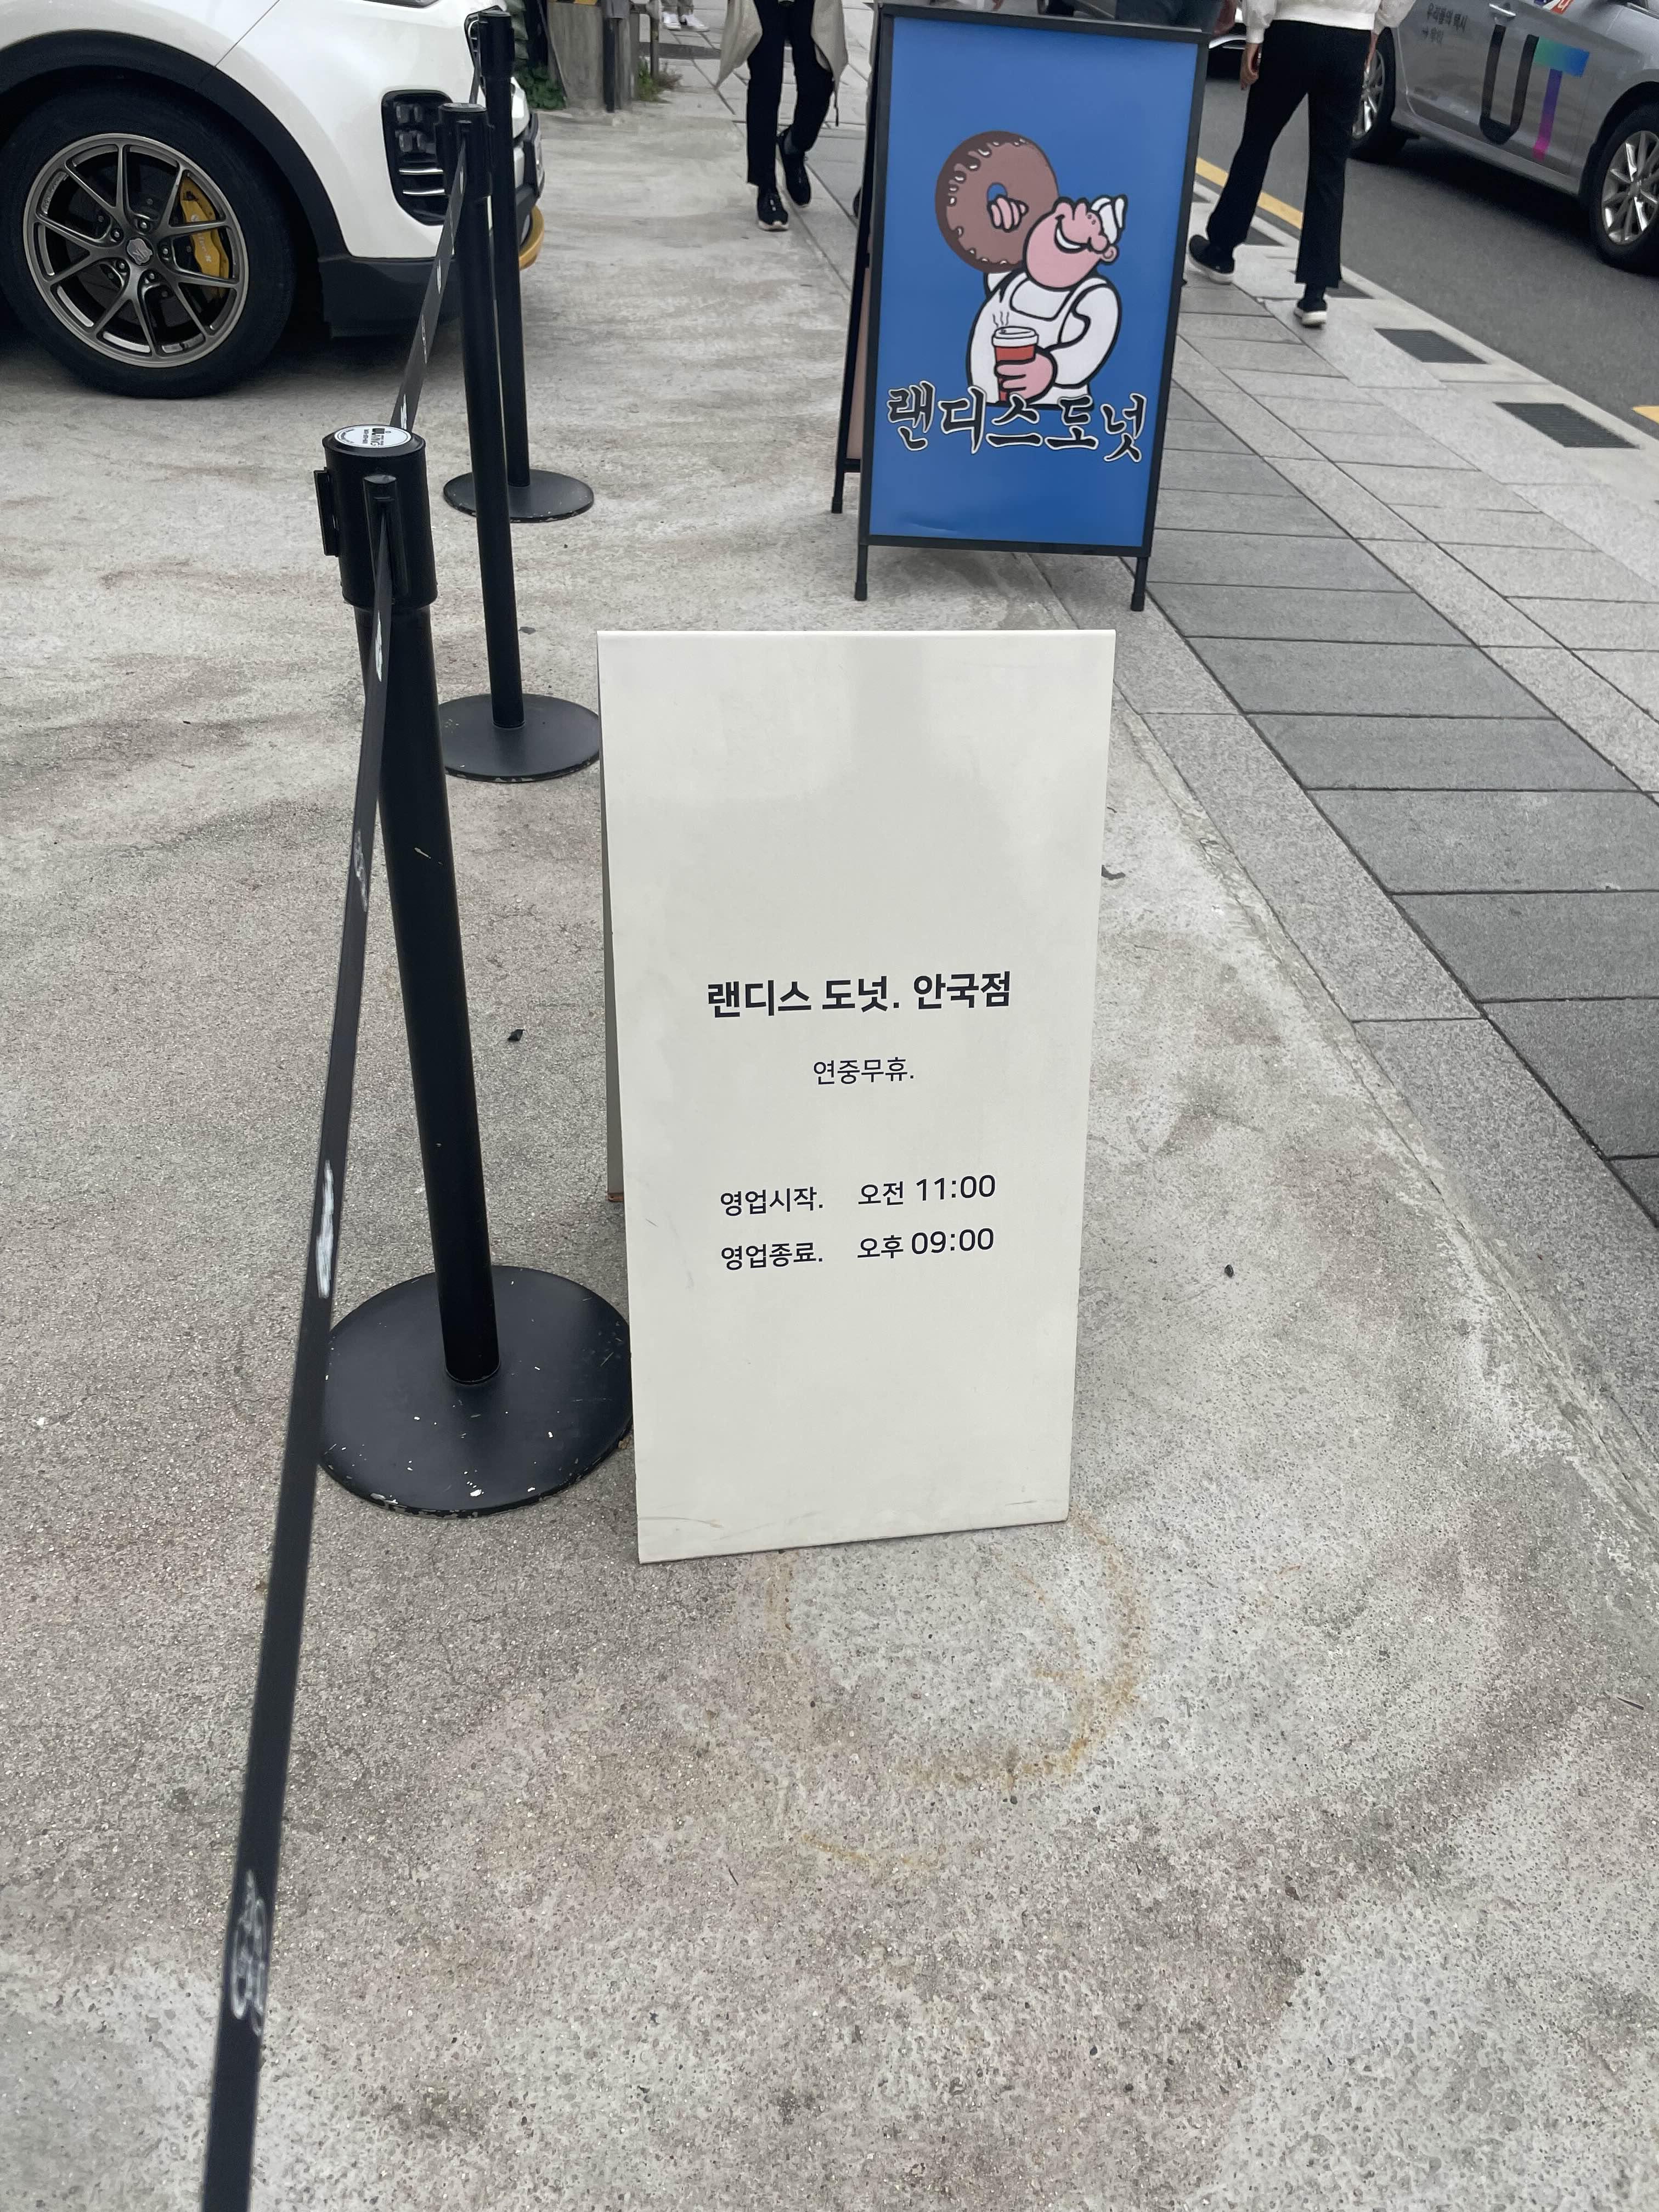 랜디스도넛
랜디스 도넛. 안국점
연중무휴.
영업시작. 오전 11:00
영업종료. 오후 09:00
UT